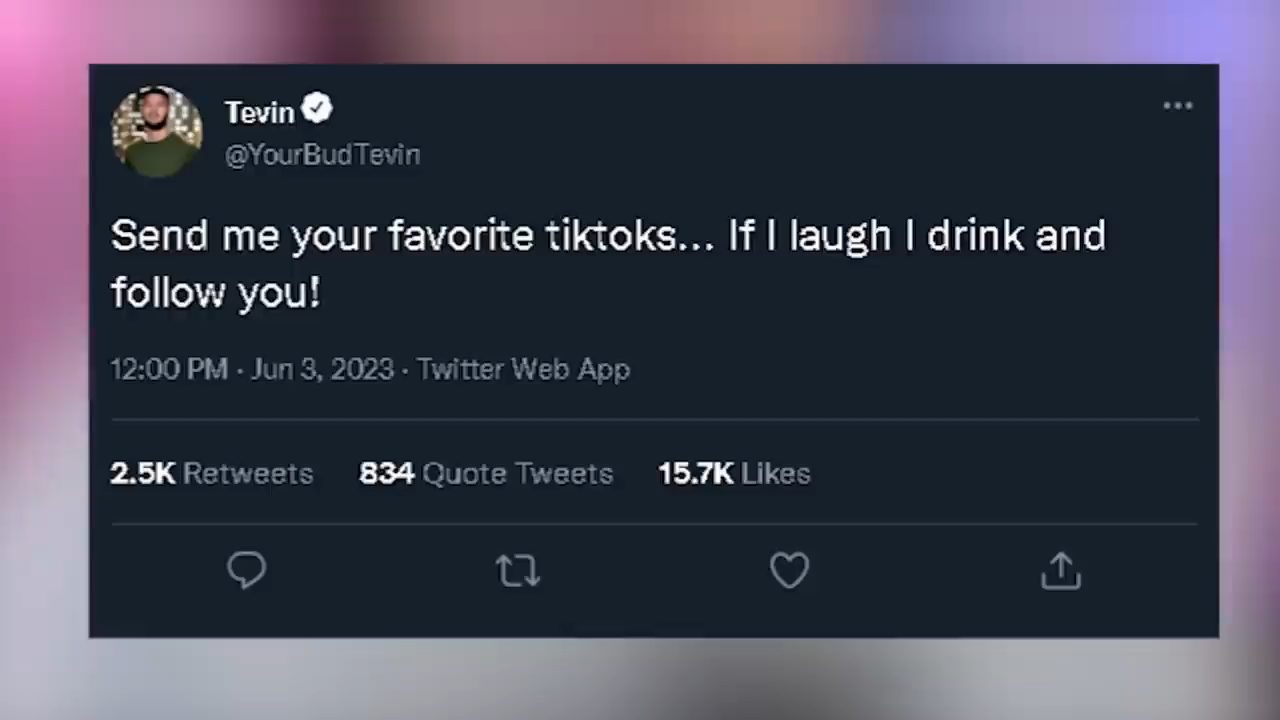 Tevin
@YourBudTevin
Send me your favorite tiktoks... If I laugh I drink and
follow you!
12:00 PM · Jun 3, 2023 · Twitter Web App
2.5K Retweets 834 Quote Tweets 15.7K Likes